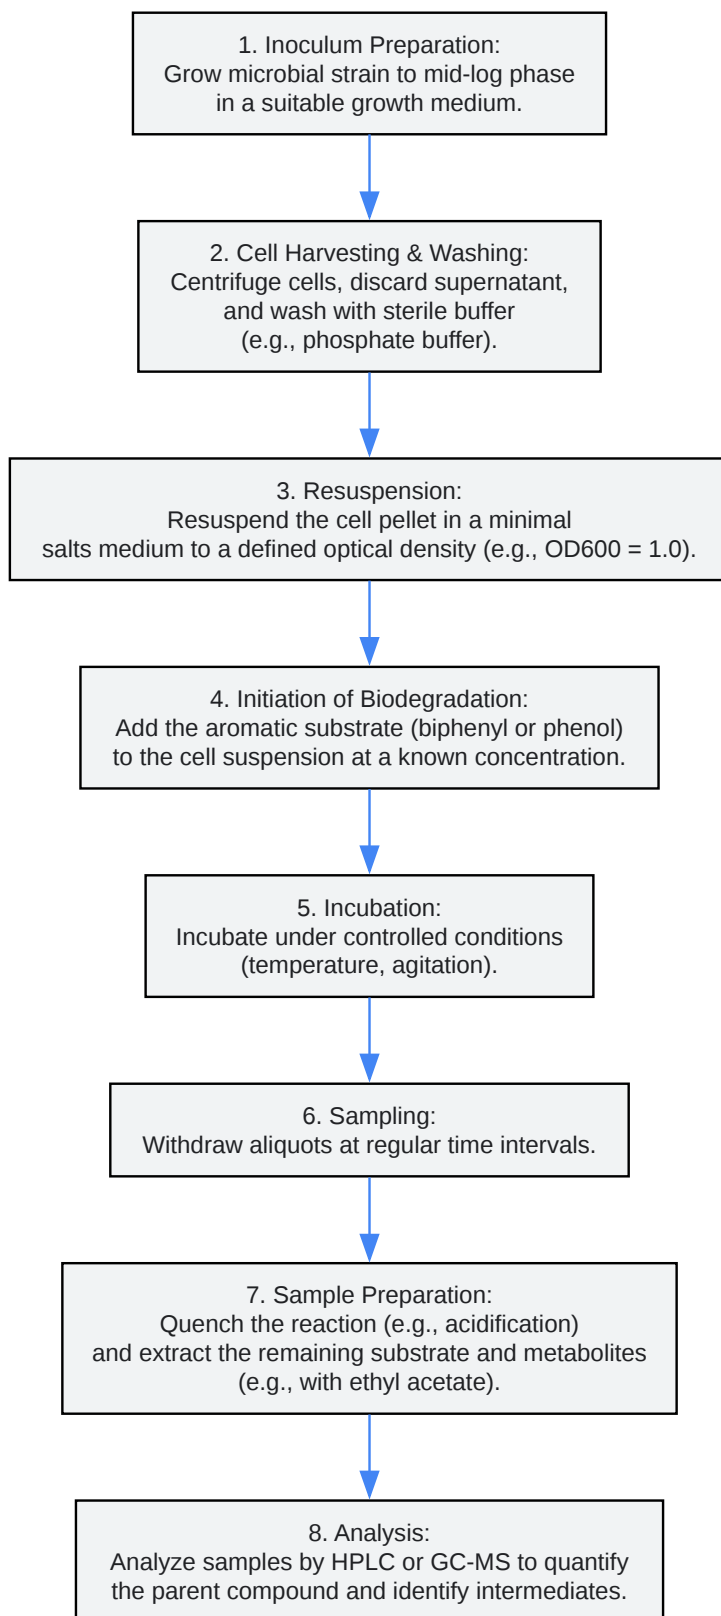 1. Inoculum Preparation:
Grow microbial strain to mid-log phase
in a suitable growth medium.
2. Cell Harvesting & Washing:
Centrifuge cells, discard supernatant,
and wash with sterile buffer
(e.g., phosphate buffer).
3. Resuspension:
Resuspend the cell pellet in a minimal
salts medium to a defined optical density (e.g., OD600 = 1.0).
4. Initiation of Biodegradation:
Add the aromatic substrate (biphenyl or phenol)
to the cell suspension at a known concentration.
5. Incubation:
Incubate under controlled conditions
(temperature, agitation).
6. Sampling:
Withdraw aliquots at regular time intervals.
7. Sample Preparation:
Quench the reaction (e.g., acidification)
and extract the remaining substrate and metabolites
(e.g., with ethyl acetate).
8. Analysis:
Analyze samples by HPLC or GC-MS to quantify
the parent compound and identify intermediates.